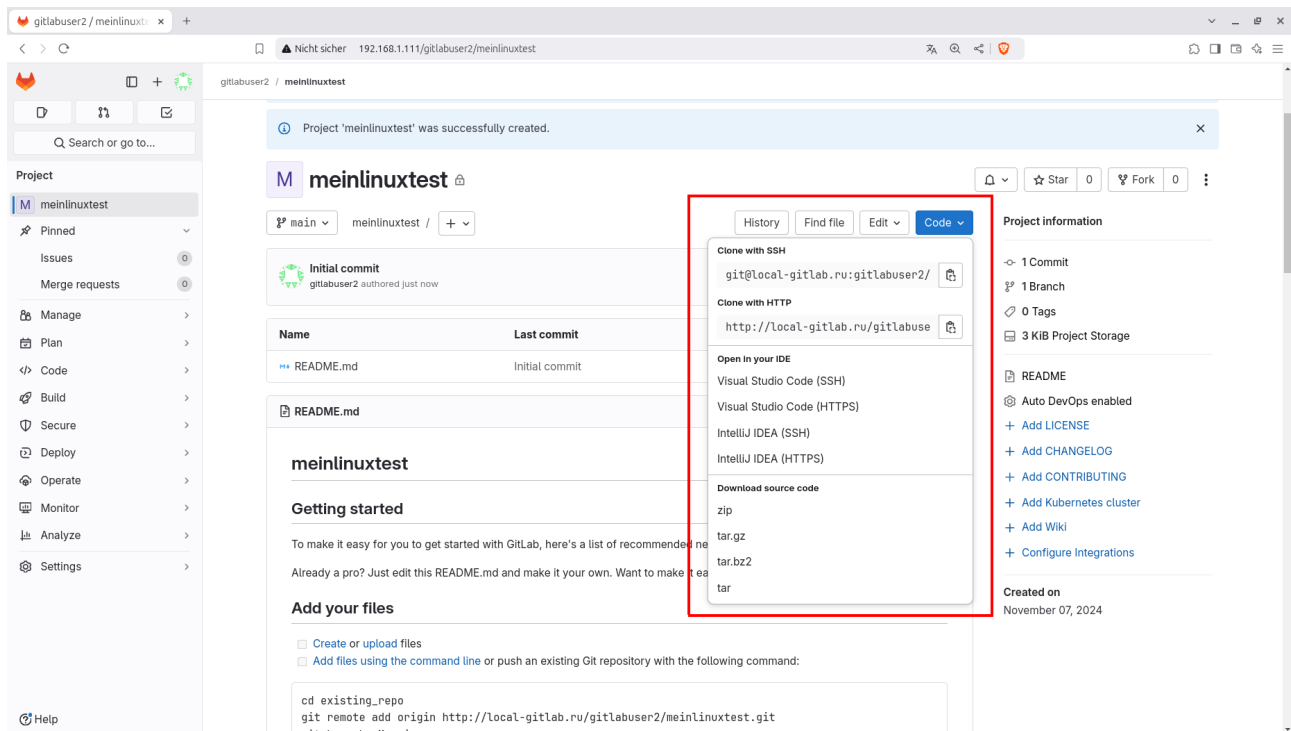 gitlabuser2 / meinlinuxte
Nicht sicher 192.168.1.111/gitlabuser2/meinlinuxtest
gitlabuser2 / meinlinuxtest
Search or go to...
Project
M meinlinuxtest
Pinned
Issues 0
Merge requests 0
Manage
Plan
Code
Build
Secure
Deploy
Operate
Monitor
Analyze
Settings
Help
Project 'meinlinuxtest' was successfully created.
M meinlinuxtest
Star 0 Fork 0
main meinlinuxtest / +
History Find file Edit Code
Initial commit
gitlabuser2 authored just now
Name Last commit
README.md Initial commit
README.md
meinlinuxtest
Getting started
To make it easy for you to get started with GitLab, here's a list of recommended ne
Already a pro? Just edit this README.md and make it your own. Want to make it ea
Add your files
Create or upload files
Add files using the command line or push an existing Git repository with the following command:
cd existing_repo
git remote add origin http://local-gitlab.ru/gitlabuser2/meinlinuxtest.git
Clone with SSH
git@local-gitlab.ru:gitlabuser2/
Clone with HTTP
http://local-gitlab.ru/gitlabuse
Open in your IDE
Visual Studio Code (SSH)
Visual Studio Code (HTTPS)
IntelliJ IDEA (SSH)
IntelliJ IDEA (HTTPS)
Download source code
zip
tar.gz
tar.bz2
tar
Project information
1 Commit
1 Branch
0 Tags
3 KiB Project Storage
README
Auto DevOps enabled
+ Add LICENSE
+ Add CHANGELOG
+ Add CONTRIBUTING
+ Add Kubernetes cluster
+ Add Wiki
+ Configure Integrations
Created on
November 07, 2024